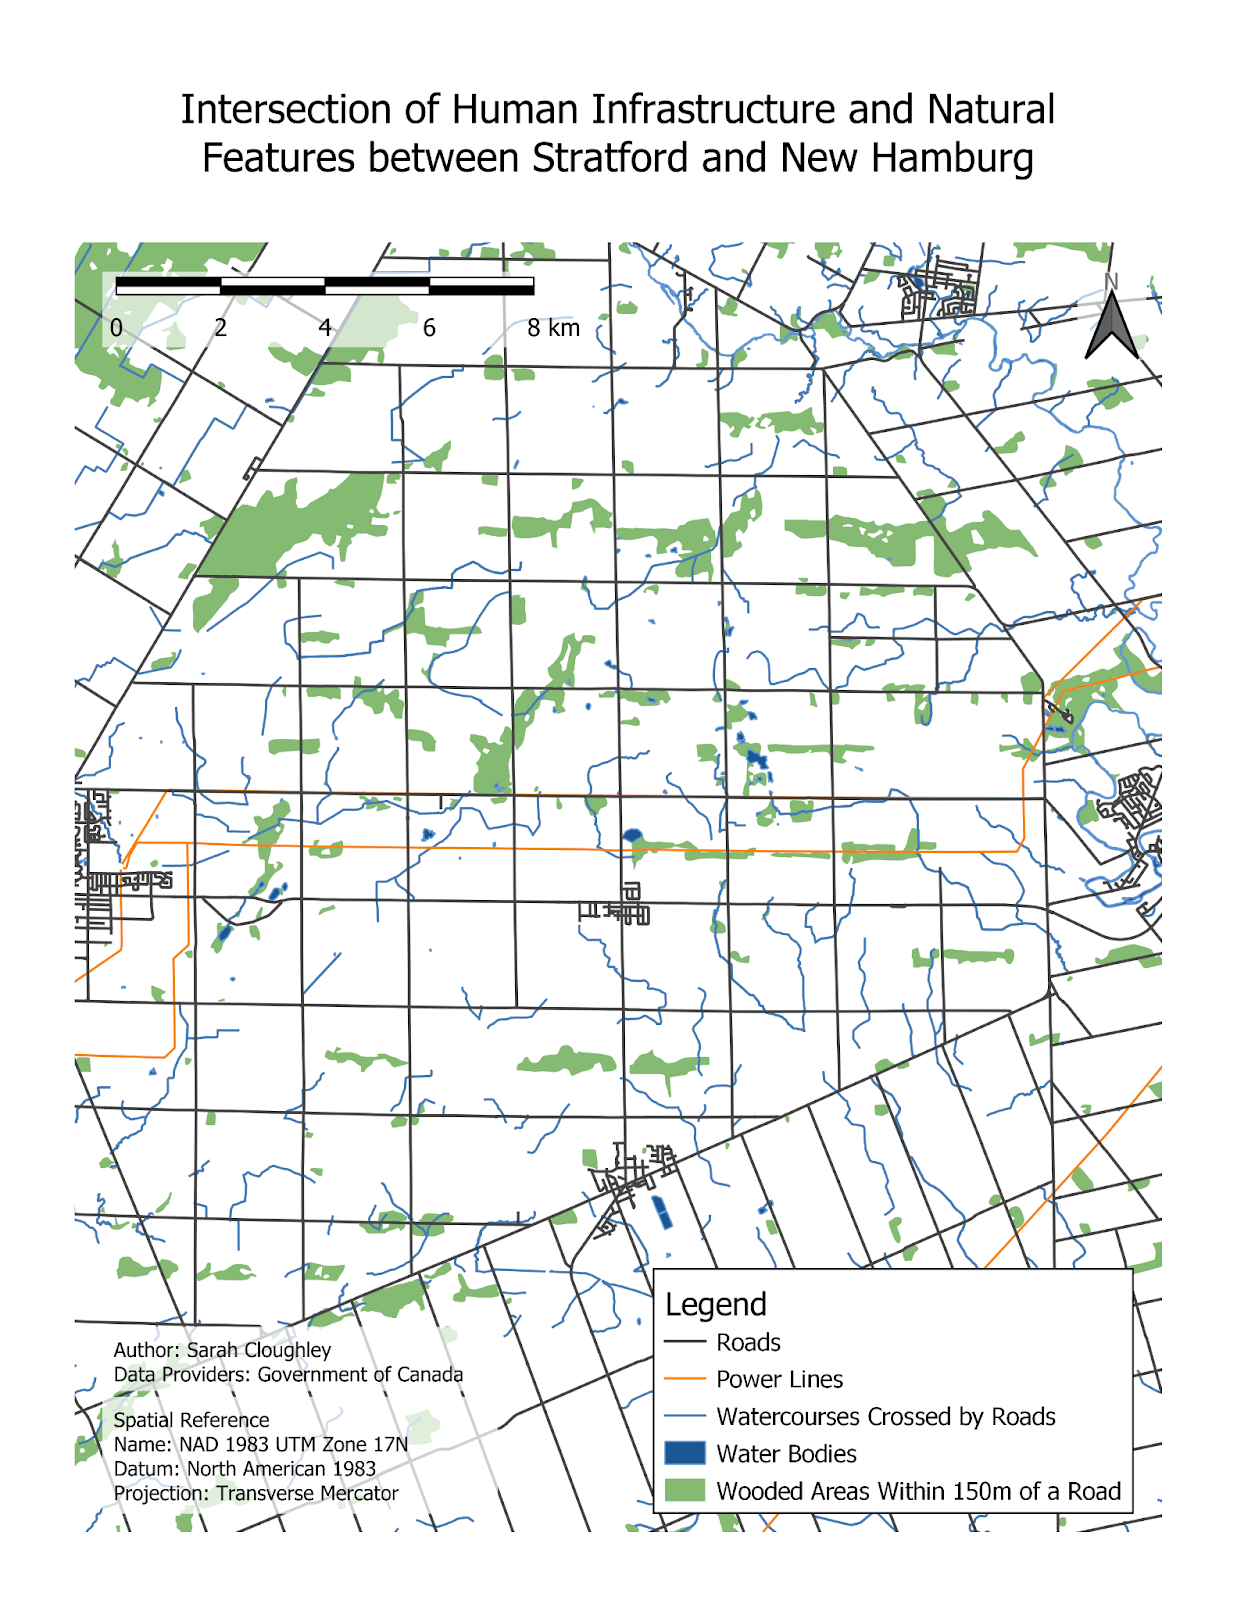 Intersection of Human Infrastructure and Natural
Features between Stratford and New Hamburg
N
0 2 4 6 8 km
Legend
Roads
Power Lines
Watercourses Crossed by Roads
Water Bodies
Wooded Areas Within 150m of a Road
Author: Sarah Cloughley
Data Providers: Government of Canada
Spatial Reference
Name: NAD 1983 UTM Zone 17N
Datum: North American 1983
Projection: Transverse Mercator